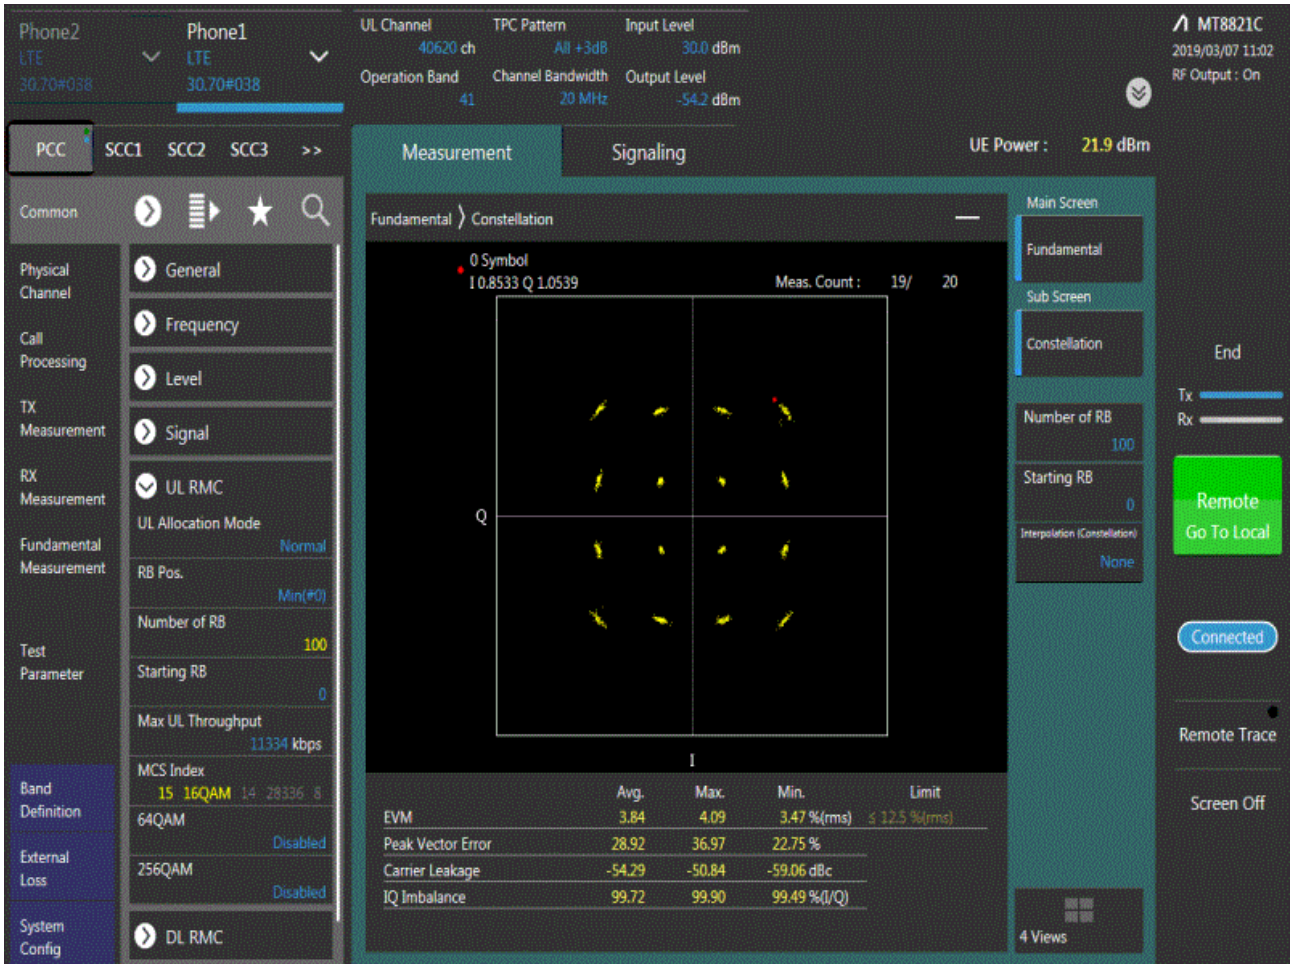 Phone2
LTE
30.70#038
Phone1
LTE
30.70#038
UL Channel
40620 ch
TPC Pattern
All +3dB
Input Level
30.0 dBm
Operation Band
41
Channel Bandwidth
20 MHz
Output Level
-54.2 dBm
MT8821C
2019/03/07 11:02
RF Output : On
PCC SCC1 SCC2 SCC3 >>
Measurement
Signaling
UE Power : 21.9 dBm
Common
Physical
Channel
Call
Processing
TX
Measurement
RX
Measurement
Fundamental
Measurement
Test
Parameter
Band
Definition
External
Loss
System
Config
General
Frequency
Level
Signal
UL RMC
UL Allocation Mode
Normal
RB Pos.
Min(#0)
Number of RB
100
Starting RB
0
Max UL Throughput
11334 kbps
MCS Index
15 16QAM 14 28336 8
64QAM
Disabled
256QAM
Disabled
DL RMC
Fundamental > Constellation
0 Symbol
I 0.8533 Q 1.0539
Meas. Count : 19/ 20
Q
I
Avg. Max. Min. Limit
EVM 3.84 4.09 3.47 %(rms) ≤ 12.5 %(rms)
Peak Vector Error 28.92 36.97 22.75 %
Carrier Leakage -54.29 -50.84 -59.06 dBc
IQ Imbalance 99.72 99.90 99.49 %(I/Q)
Main Screen
Fundamental
Sub Screen
Constellation
Number of RB
100
Starting RB
0
Interpolation (Constellation)
None
4 Views
End
Tx
Rx
Remote
Go To Local
Connected
Remote Trace
Screen Off